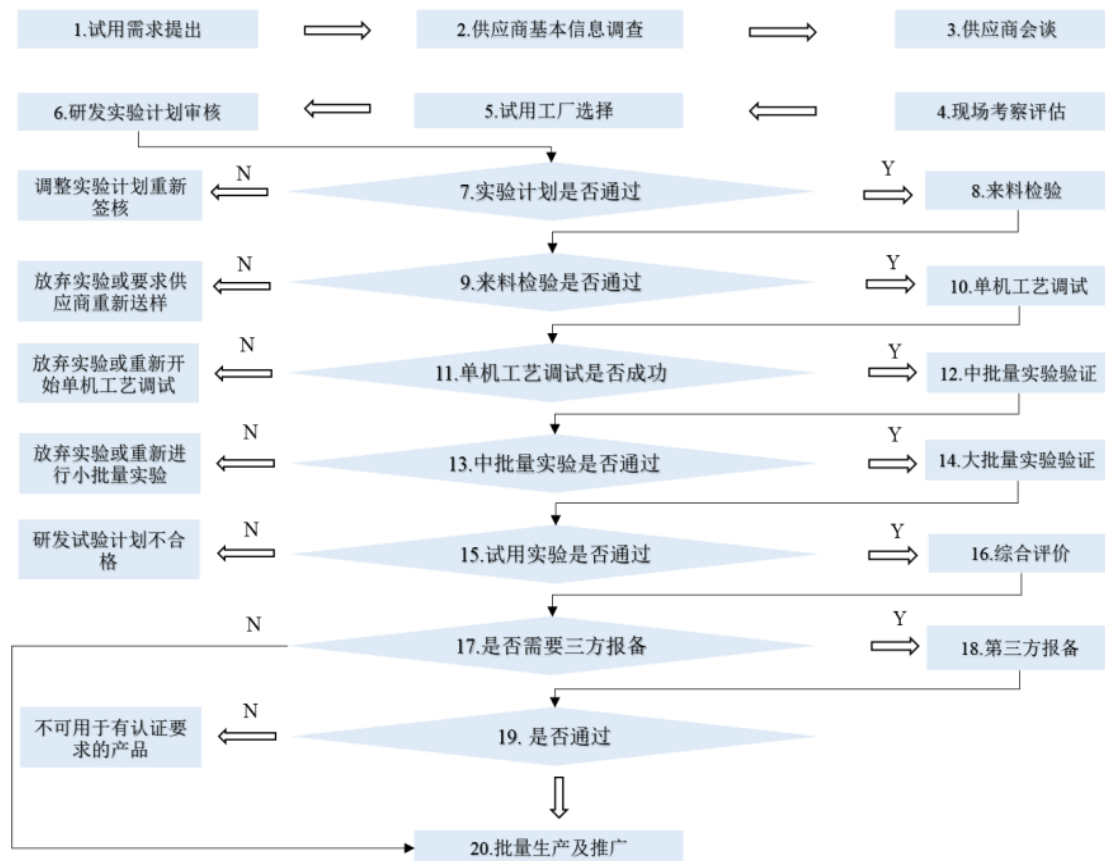 1.试用需求提出
2.供应商基本信息调查
3.供应商会谈
6.研发实验计划审核
5.试用工厂选择
4.现场考察评估
N
Y
调整实验计划重新
签核
7.实验计划是否通过
8.来料检验
N
Y
放弃实验或要求供
应商重新送样
9.来料检验是否通过
10.单机工艺调试
N
Y
放弃实验或重新开
始单机工艺调试
11.单机工艺调试是否成功
12.中批量实验验证
N
Y
放弃实验或重新进
行小批量实验
13.中批量实验是否通过
14.大批量实验验证
N
Y
研发试验计划不合
格
15.试用实验是否通过
16.综合评价
N
Y
17.是否需要三方报备
18.第三方报备
N
不可用于有认证要
求的产品
19. 是否通过
20.批量生产及推广